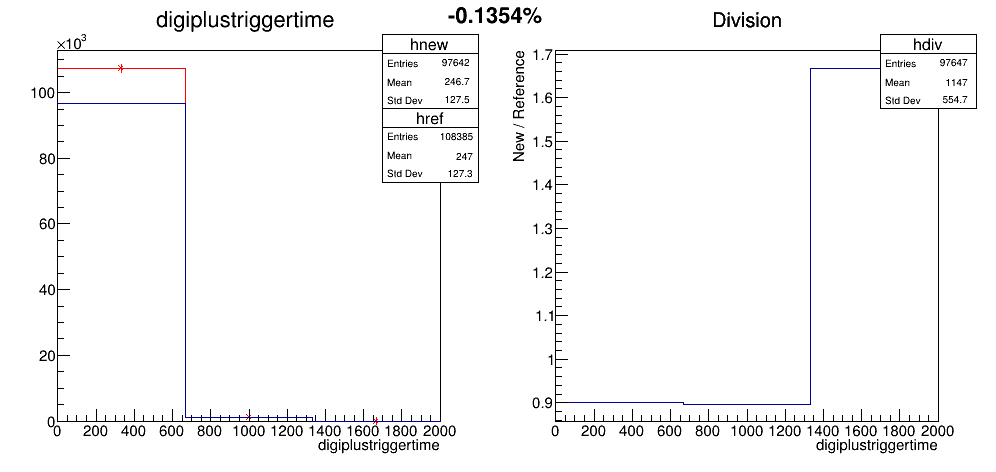 digiplustriggertime
-0.1354%
Division
×10³
hnew
Entries 97642
Mean 246.7
Std Dev 127.5
href
Entries 108385
Mean 247
Std Dev 127.3
100
80
60
40
20
0
0 200 400 600 800 1000 1200 1400 1600 1800 2000
digiplustriggertime
New / Reference
hdiv
Entries 97647
Mean 1147
Std Dev 554.7
1.7
1.6
1.5
1.4
1.3
1.2
1.1
1
0.9
0 200 400 600 800 1000 1200 1400 1600 1800 2000
digiplustriggertime